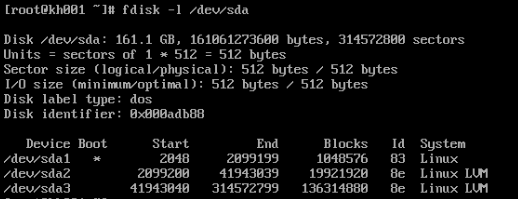 [root@kh001 ~]# fdisk -l /dev/sda
Disk /dev/sda: 161.1 GB, 161061273600 bytes, 314572800 sectors
Units = sectors of 1 * 512 = 512 bytes
Sector size (logical/physical): 512 bytes / 512 bytes
I/O size (minimum/optimal): 512 bytes / 512 bytes
Disk label type: dos
Disk identifier: 0x000adb88
Device Boot Start End Blocks Id System
/dev/sda1 * 2048 2099199 1048576 83 Linux
/dev/sda2 2099200 41943039 19921920 8e Linux LVM
/dev/sda3 41943040 314572799 136314880 8e Linux LVM